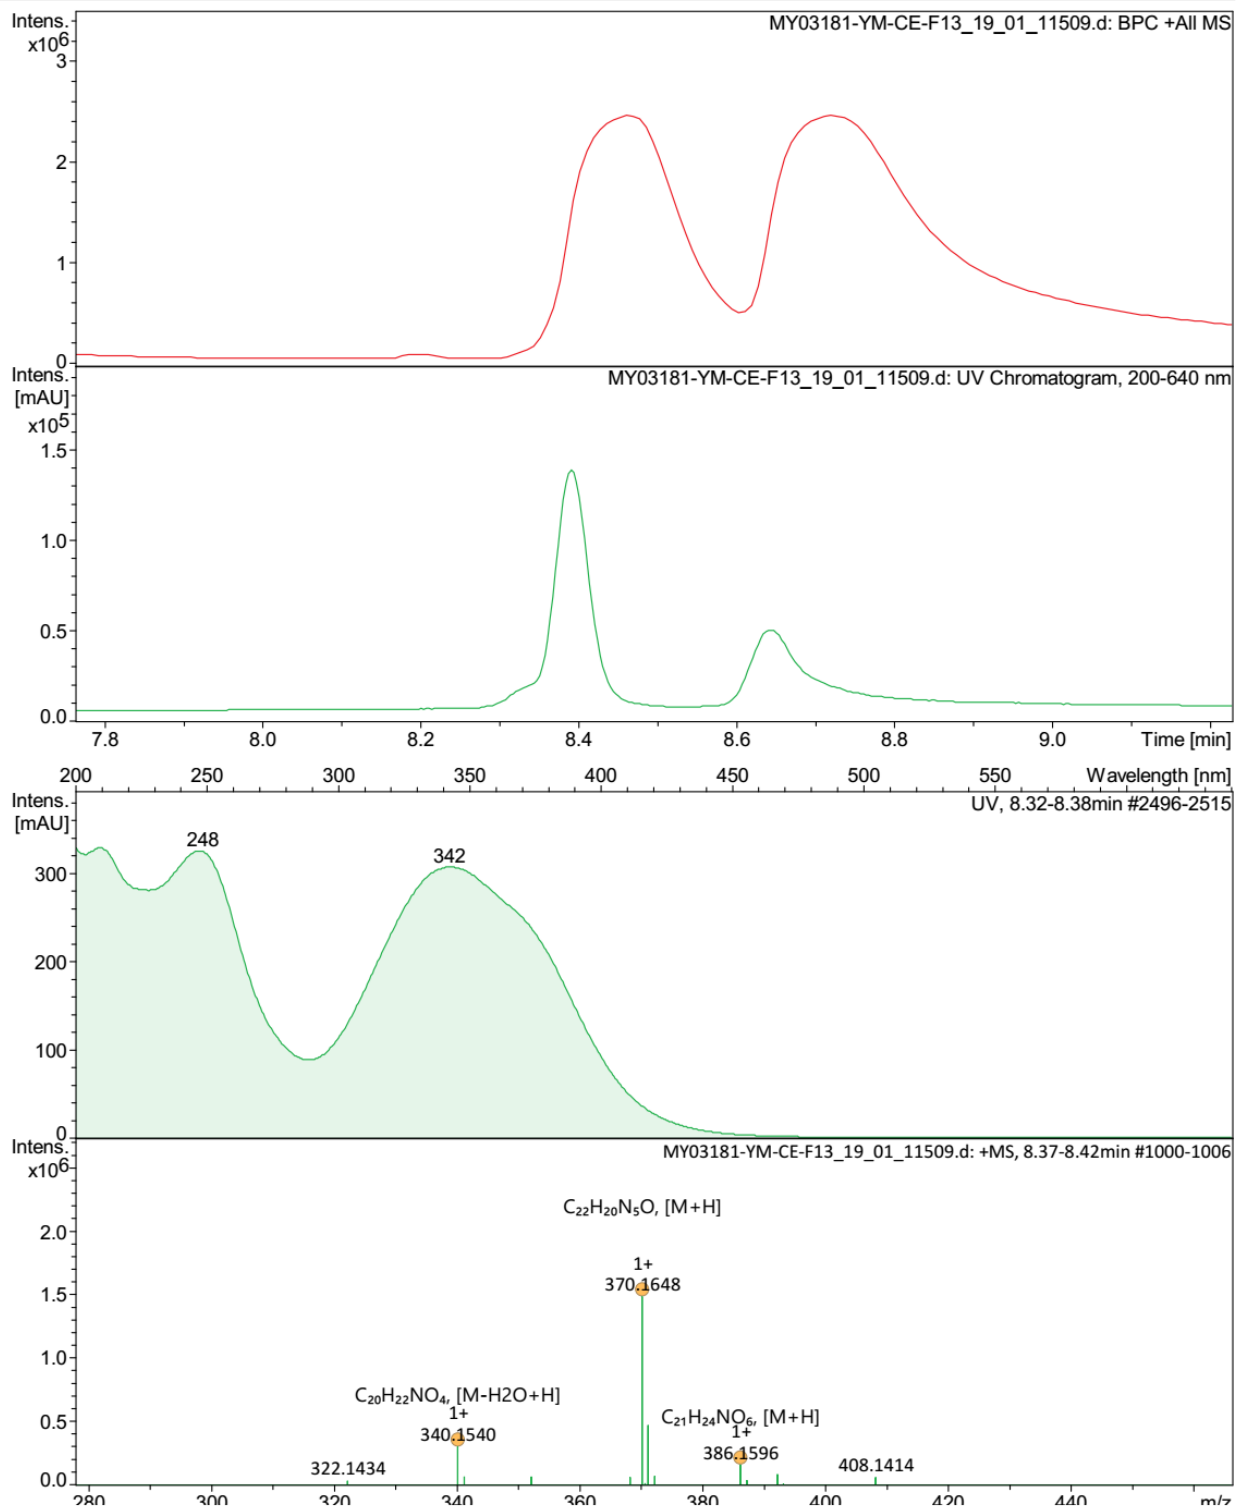 Intens.
x10⁶
MY03181-YM-CE-F13_19_01_11509.d: BPC +All MS
3
2
1
0
Intens.
[mAU]
x10⁵
MY03181-YM-CE-F13_19_01_11509.d: UV Chromatogram, 200-640 nm
1.5
1.0
0.5
0.0
7.8 8.0 8.2 8.4 8.6 8.8 9.0 Time [min]
200 250 300 350 400 450 500 550 Wavelength [nm]
Intens.
[mAU]
UV, 8.32-8.38min #2496-2515
248
342
300
200
100
0
Intens.
x10⁶
MY03181-YM-CE-F13_19_01_11509.d: +MS, 8.37-8.42min #1000-1006
C₂₂H₂₀N₅O, [M+H]
2.0
1+
370.1648
1.5
1.0
C₂₀H₂₂NO₄, [M-H2O+H]
1+
340.1540
C₂₁H₂₄NO₆, [M+H]
1+
386.1596
0.5
322.1434
408.1414
0.0
280 300 320 340 360 380 400 420 440 m/z